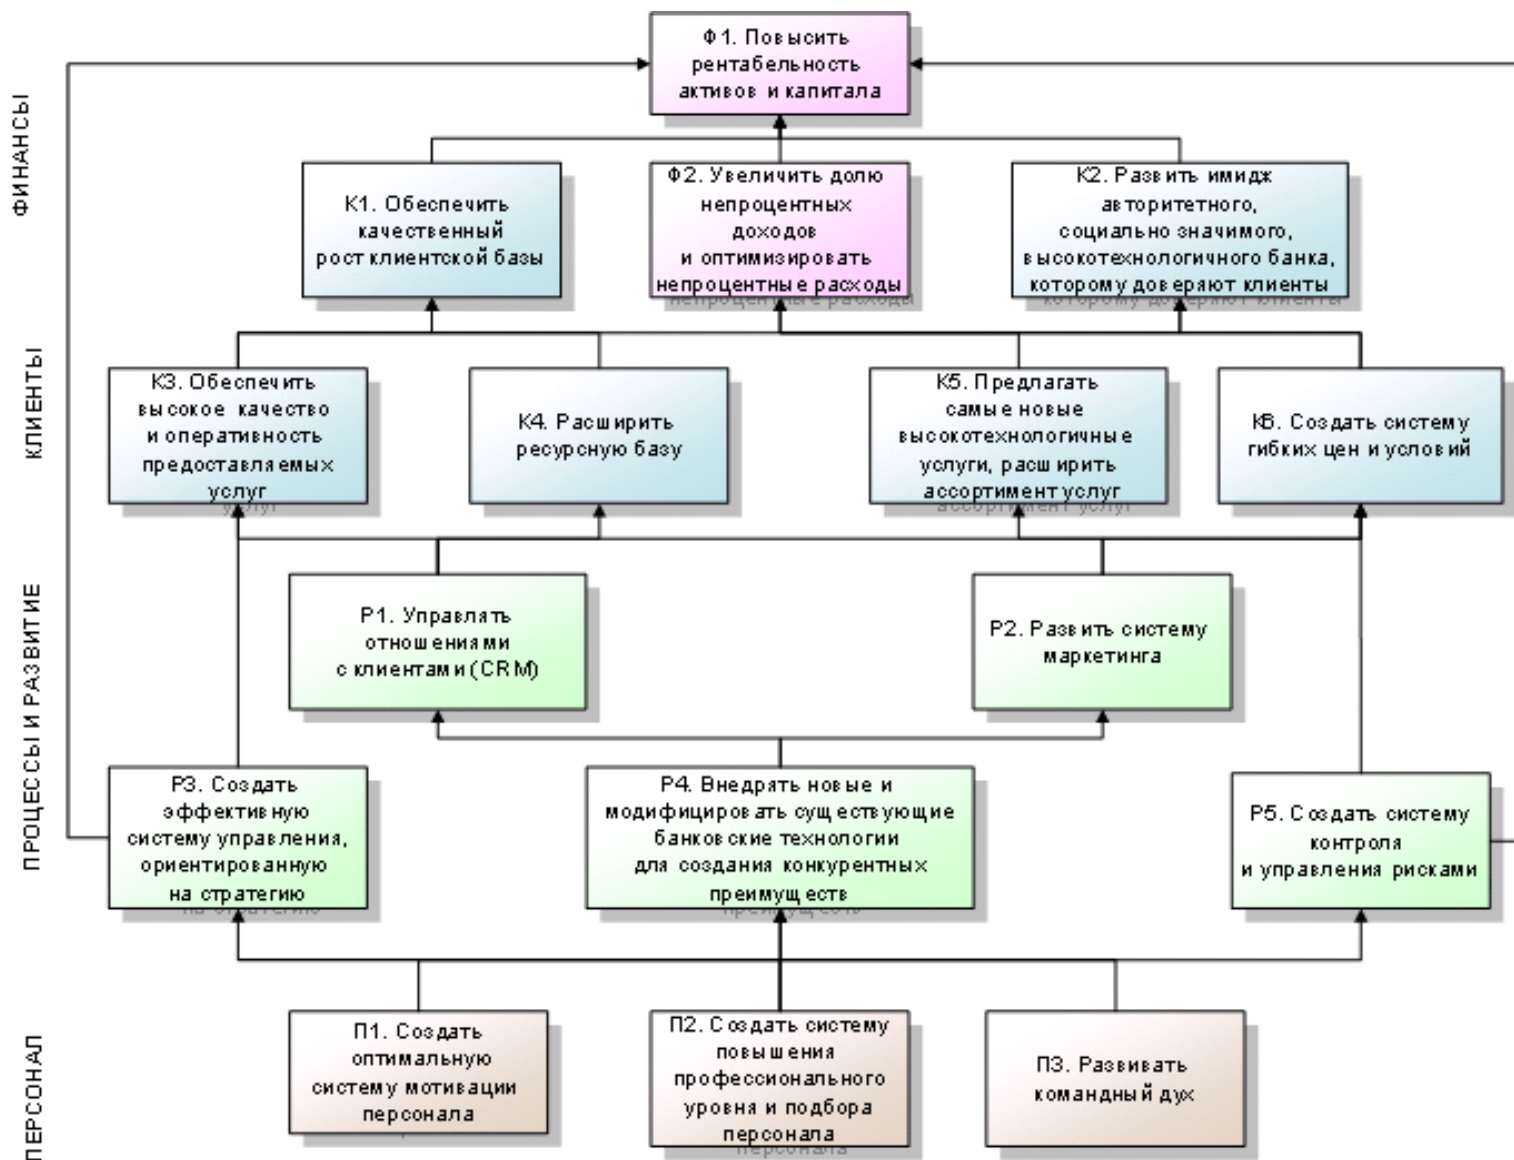 Ф1. Повысить
рентабельность
активов и капитала
ФИНАНСЫ
К1. Обеспечить
качественный
рост клиентской базы
Ф2. Увеличить долю
непроцентных
доходов
и оптимизировать
непроцентные расходы
К2. Развить имидж
авторитетного,
социально значимого,
высокотехнологичного банка,
которому доверяют клиенты
КЛИЕНТЫ
К3. Обеспечить
высокое качество
и оперативность
предоставляемых
услуг
К4. Расширить
ресурсную базу
К5. Предлагать
самые новые
высокотехнологичные
услуги, расширить
ассортимент услуг
К6. Создать систему
гибких цен и условий
ПРОЦЕССЫ И РАЗВИТИЕ
Р1. Управлять
отношениями
с клиентами (CRM)
Р2. Развить систему
маркетинга
Р3. Создать
эффективную
систему управления,
ориентированную
на стратегию
Р4. Внедрять новые и
модифицировать существующие
банковские технологии
для создания конкурентных
преимуществ
Р5. Создать систему
контроля
и управления рисками
ПЕРСОНАЛ
П1. Создать
оптимальную
систему мотивации
персонала
П2. Создать систему
повышения
профессионального
уровня и подбора
персонала
П3. Развивать
командный дух